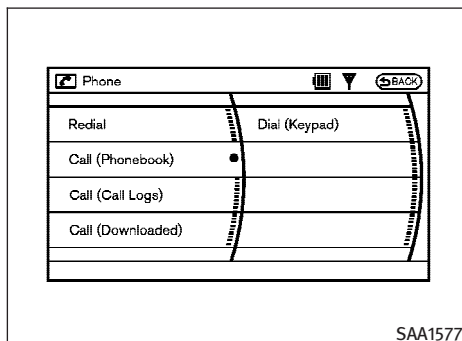 Phone
BACK
Redial
Dial (Keypad)
Call (Phonebook)
Call (Call Logs)
Call (Downloaded)
SAA1577